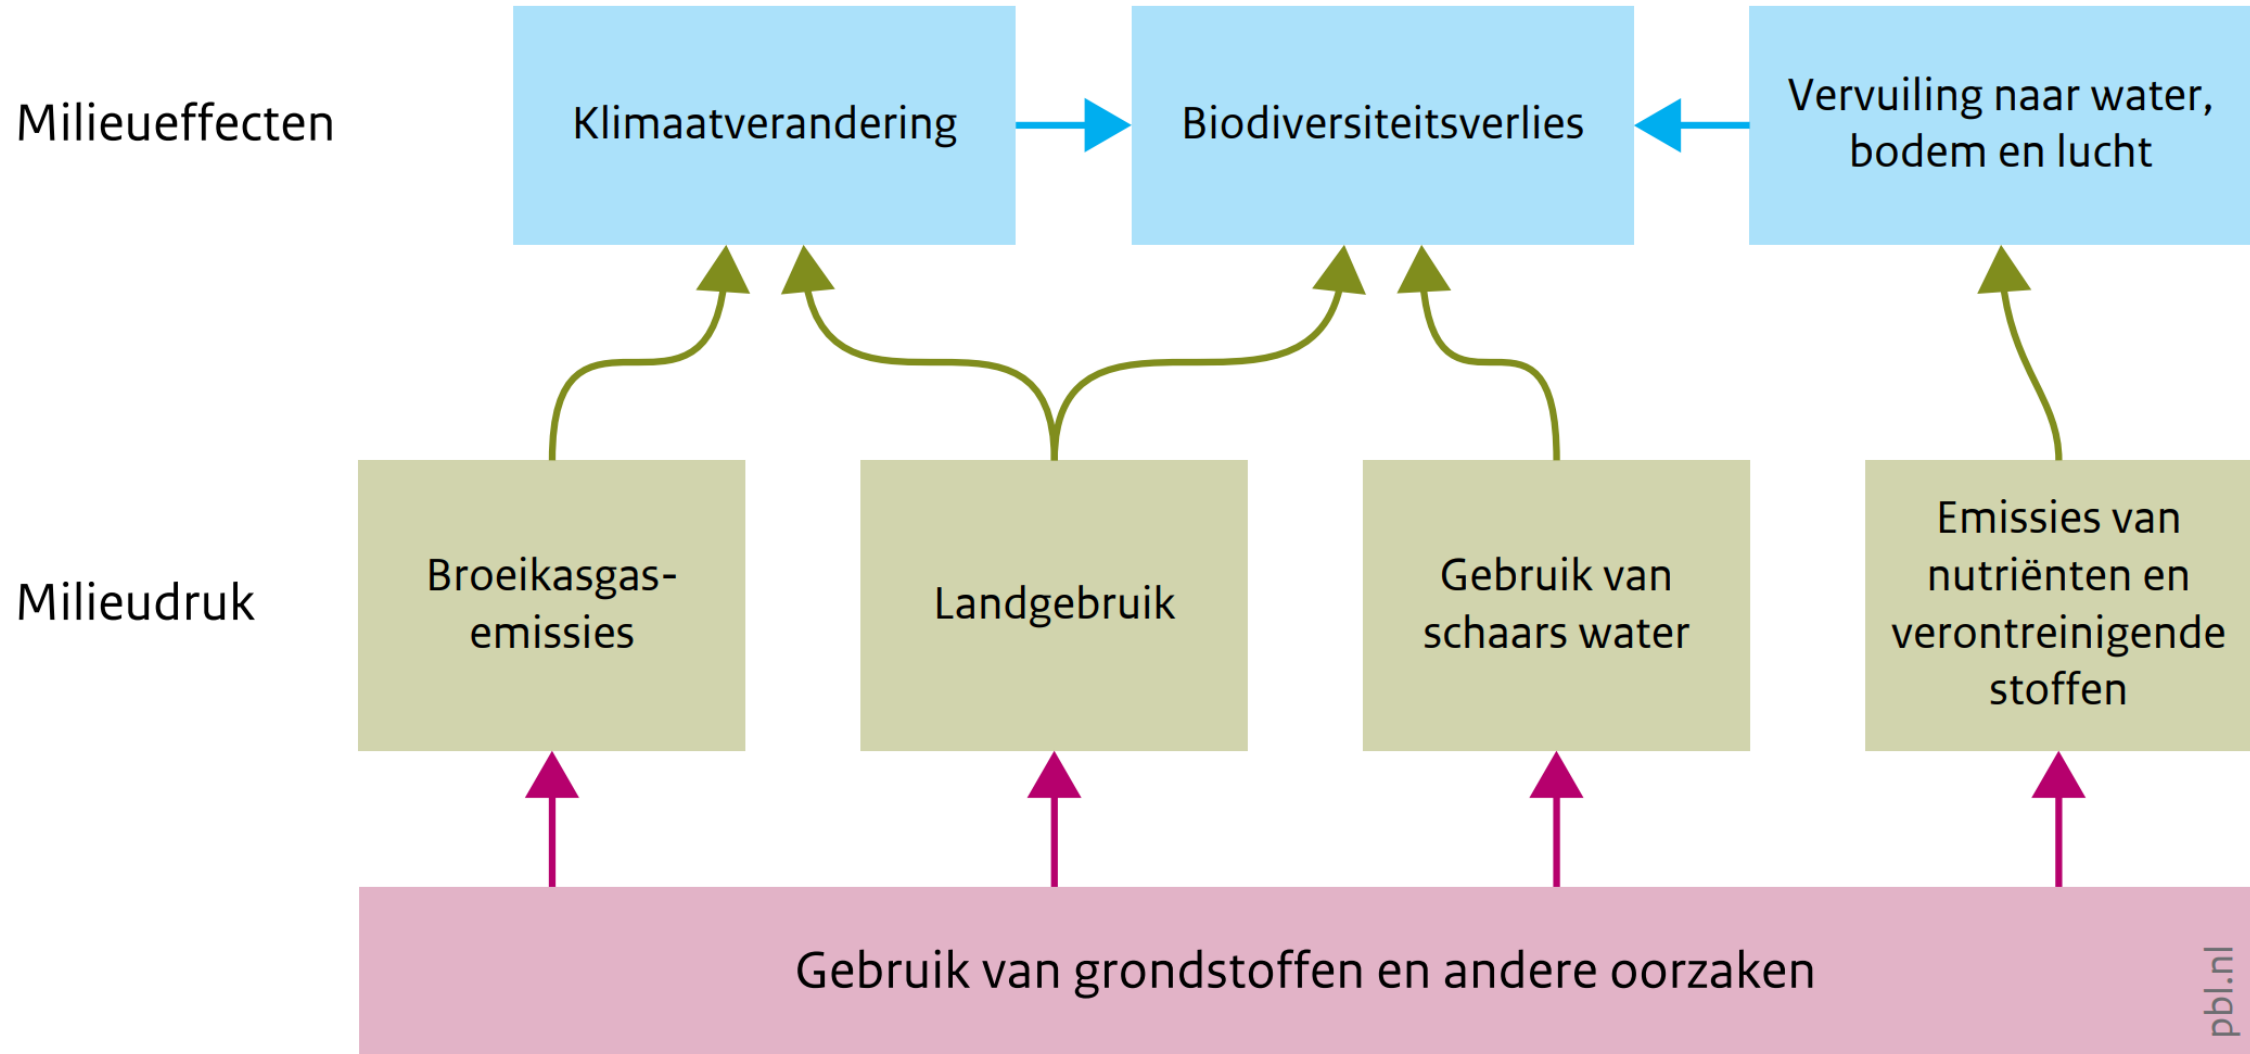 Milieueffecten
Klimaatverandering
Biodiversiteitsverlies
Vervuiling naar water,
bodem en lucht
Milieudruk
Broeikasgas-
emissies
Landgebruik
Gebruik van
schaars water
Emissies van
nutriënten en
verontreinigende
stoffen
Gebruik van grondstoffen en andere oorzaken
pbl.nl